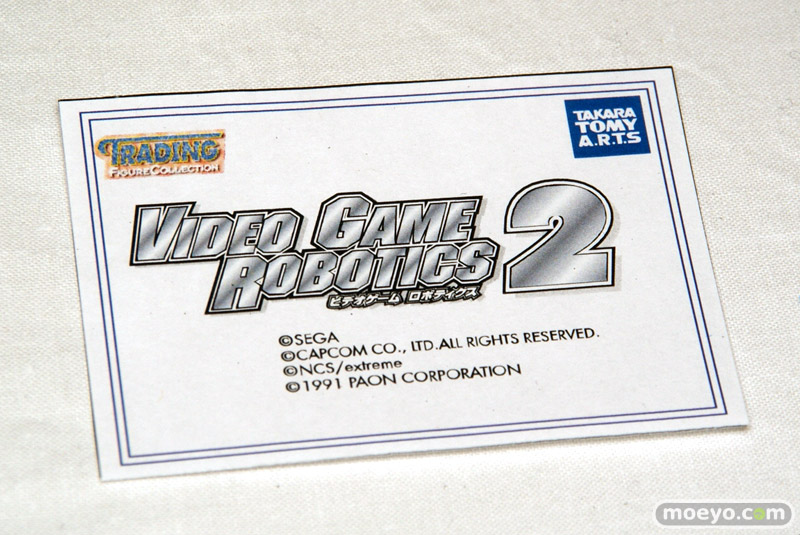 TRADING
FIGURE COLLECTION
TAKARA
TOMY
A.R.T.S
VIDEO GAME
ROBOTICS 2
ビデオゲーム ロボティクス
©SEGA
©CAPCOM CO., LTD.ALL RIGHTS RESERVED.
©NCS/extreme
©1991 PAON CORPORATION
moeyo.com